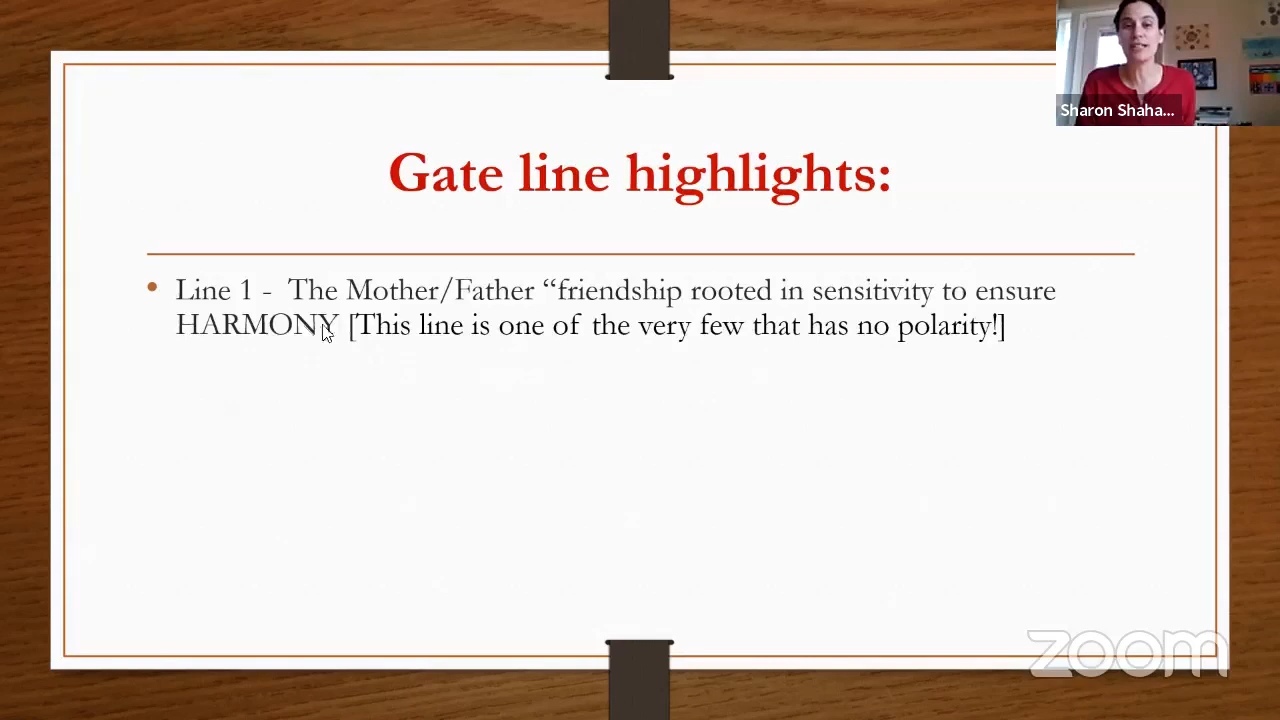 Sharon Shaha...
Gate line highlights:
• Line 1 - The Mother/Father “friendship rooted in sensitivity to ensure
HARMONY [This line is one of the very few that has no polarity!]
zoom